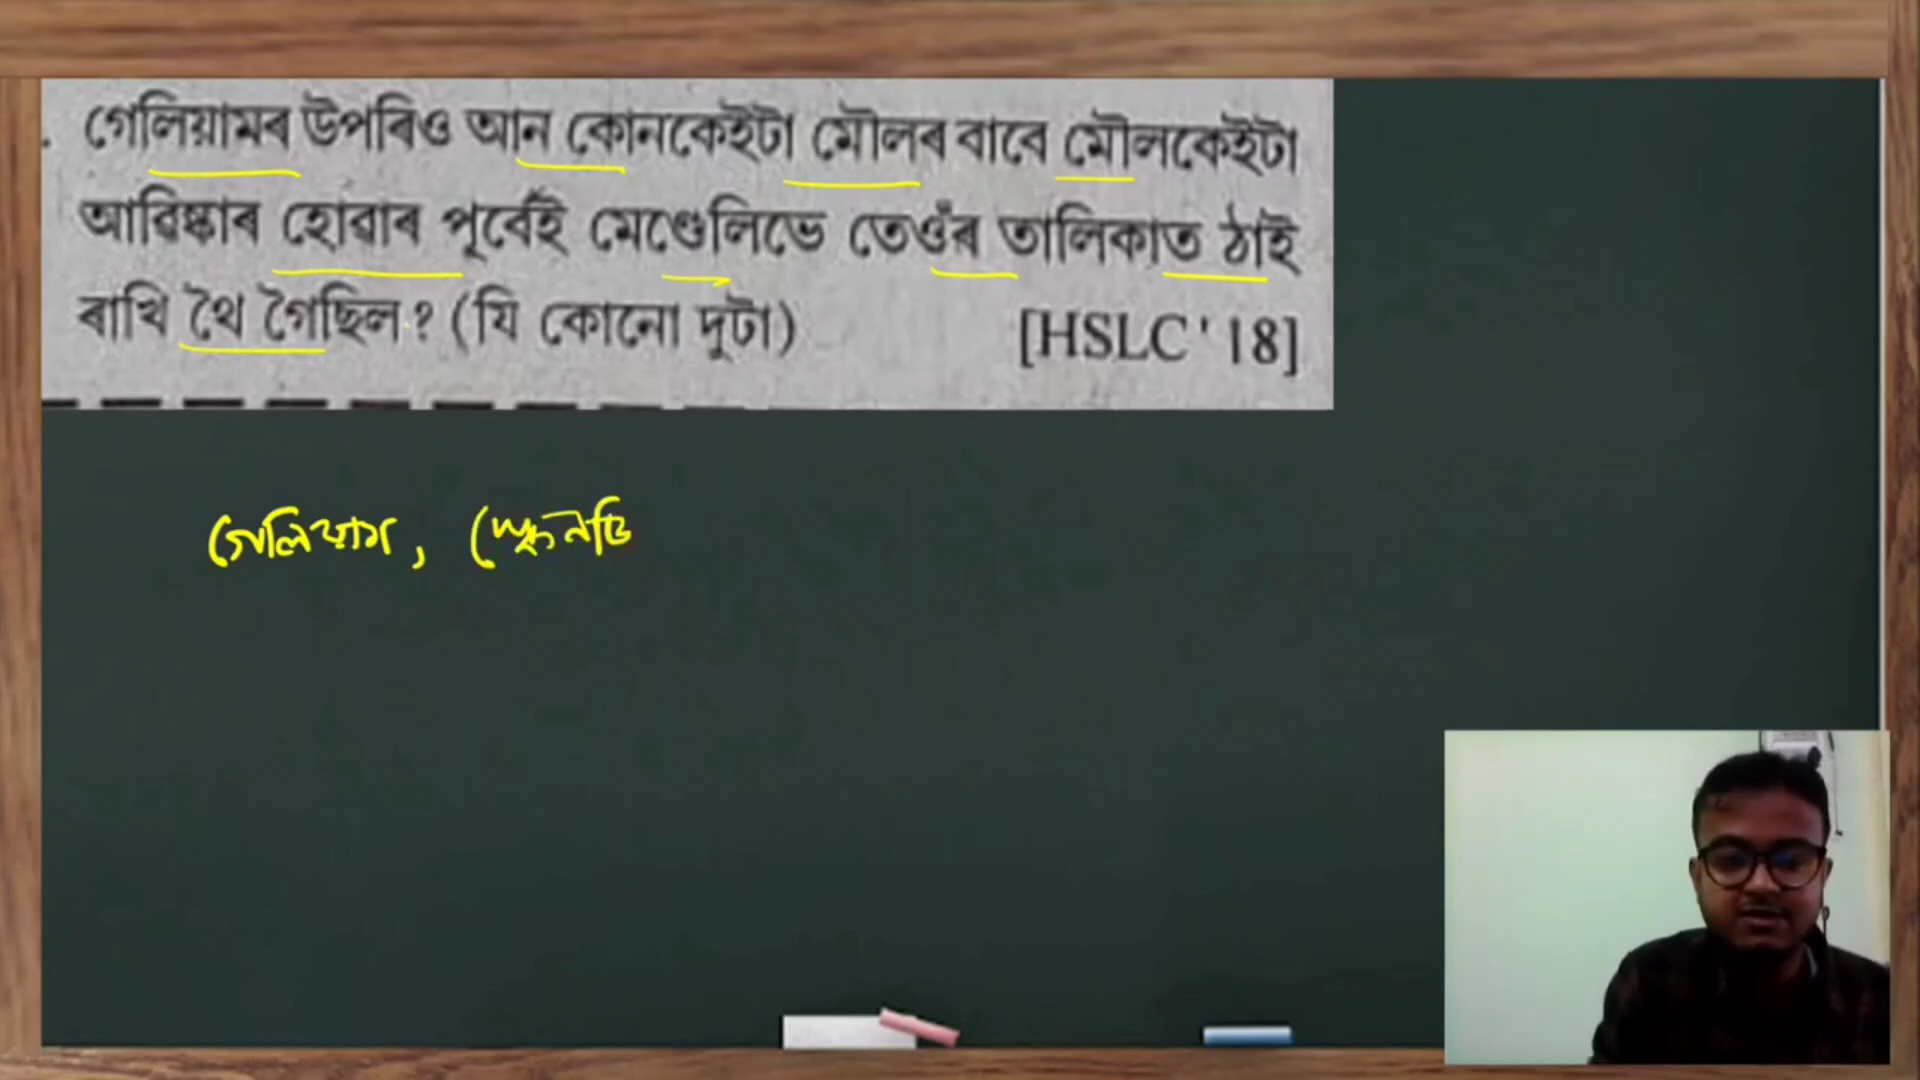 . গেলিয়ামৰ উপৰিও আন কোনকেইটা মৌলৰ বাবে মৌলকেইটা
আৱিষ্কাৰ হোৱাৰ পূৰ্বেই মেণ্ডেলিভে তেওঁৰ তালিকাত ঠাই
ৰাখি থৈ গৈছিল? (যি কোনো দুটা) [HSLC '18]
গেলিয়াম, স্কেনডি